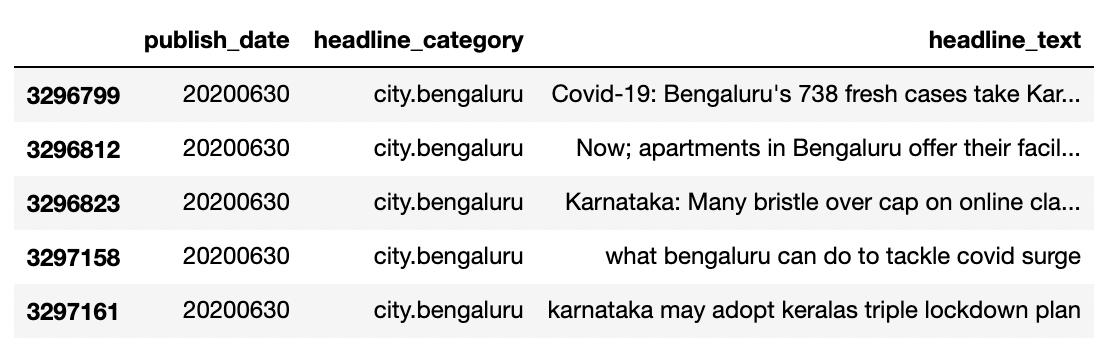 publish_date headline_category headline_text
3296799 20200630 city.bengaluru Covid-19: Bengaluru's 738 fresh cases take Kar...
3296812 20200630 city.bengaluru Now; apartments in Bengaluru offer their facil...
3296823 20200630 city.bengaluru Karnataka: Many bristle over cap on online cla...
3297158 20200630 city.bengaluru what bengaluru can do to tackle covid surge
3297161 20200630 city.bengaluru karnataka may adopt keralas triple lockdown plan